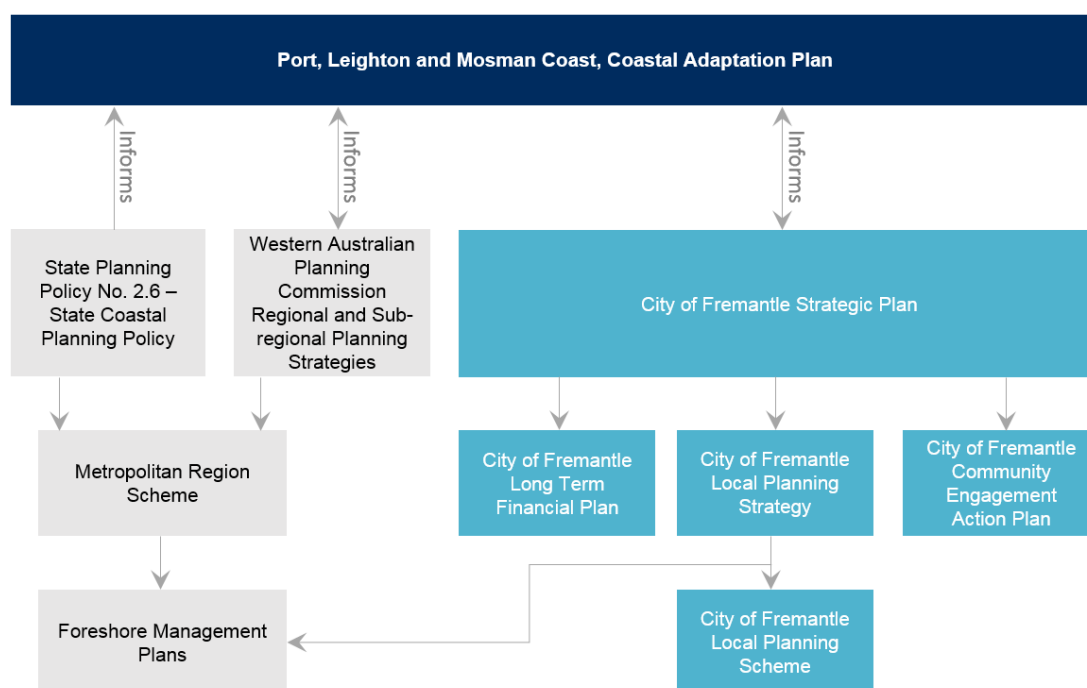 Port, Leighton and Mosman Coast, Coastal Adaptation Plan
Informs
Informs
Informs
State Planning
Policy No. 2.6 –
State Coastal
Planning Policy
Western Australian
Planning
Commission
Regional and Sub-
regional Planning
Strategies
City of Fremantle Strategic Plan
Metropolitan Region
Scheme
City of Fremantle
Long Term
Financial Plan
City of Fremantle
Local Planning
Strategy
City of Fremantle
Community
Engagement
Action Plan
Foreshore Management
Plans
City of Fremantle
Local Planning
Scheme